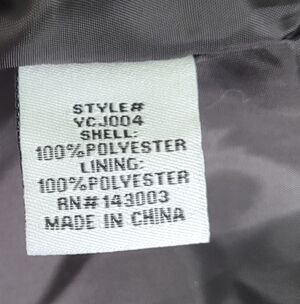 STYLE#
YCJ004
SHELL:
100%POLYESTER
LINING:
100%POLYESTER
RN#143003
MADE IN CHINA